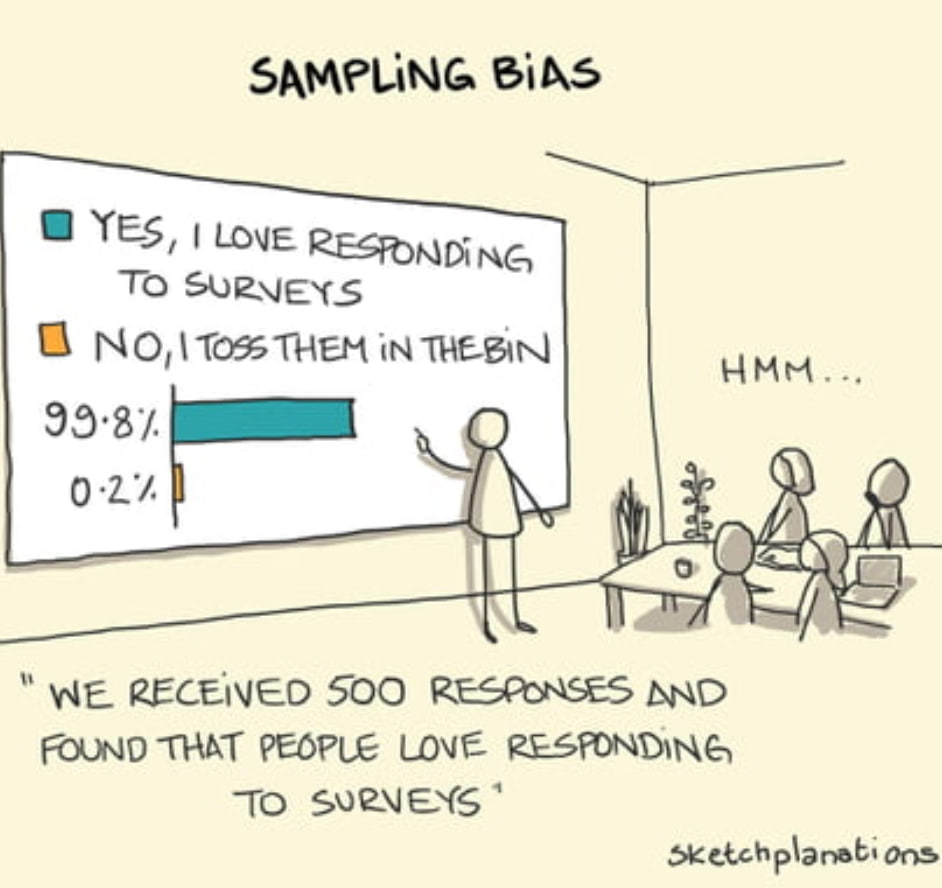 SAMPLING BIAS
YES, I LOVE RESPONDING
TO SURVEYS
NO, I TOSS THEM IN THE BIN
99.8%
0.2%
HMM...
"WE RECEIVED 500 RESPONSES AND
FOUND THAT PEOPLE LOVE RESPONDING
TO SURVEYS"
sketchplanations